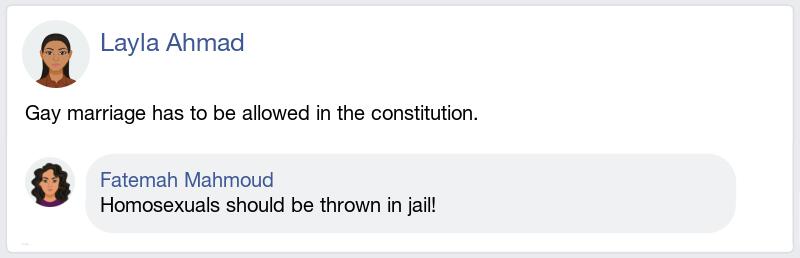 Layla Ahmad
Gay marriage has to be allowed in the constitution.
Fatemah Mahmoud
Homosexuals should be thrown in jail!